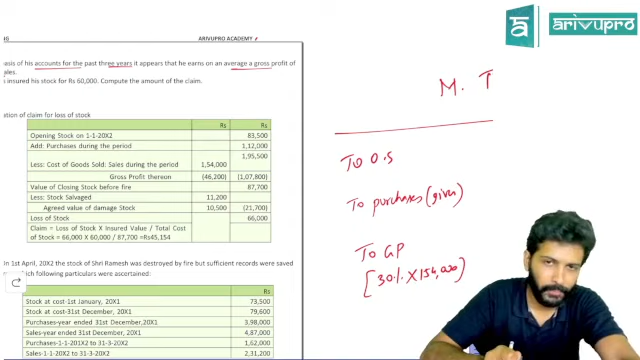 86
ARIVUPRO ACADEMY
arivupro
basis of his accounts for the past three years it appears that he earns on an average a gross profit of
sales.
insured his stock for Rs 60,000. Compute the amount of the claim.
ation of claim for loss of stock
Rs Rs
Opening Stock on 1-1-20X2 83,500
Add: Purchases during the period 1,12,000
1,95,500
Less: Cost of Goods Sold: Sales during the period 1,54,000
Gross Profit thereon (46,200) (1,07,800)
Value of Closing Stock before fire 87,700
Less: Stock Salvaged 11,200
Agreed value of damage Stock 10,500 (21,700)
Loss of Stock 66,000
Claim = Loss of Stock X Insured Value / Total Cost
of Stock = 66,000 X 60,000 / 87,700 =Rs45,154
In 1st April, 20X2 the stock of Shri Ramesh was destroyed by fire but sufficient records were saved
which following particulars were ascertained:
Rs
Stock at cost-1st January, 20X1 73,500
Stock at cost-31st December, 20X1 79,600
Purchases-year ended 31st December,20X1 3,98,000
Sales-year ended 31st December, 20X1 4,87,000
Purchases-1-1-201X2 to 31-3-20X2 1,62,000
Sales-1-1-20X2 to 31-3-20X2 2,31,200
M. T
To O.S
To purchases (given)
To GP
[30% X 154,000]